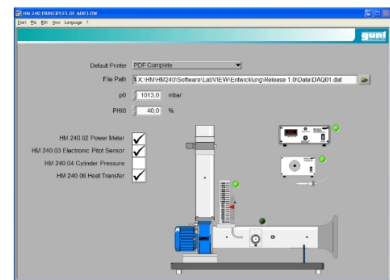 HM 240 PRINCIPLES OF AIRFLOW
gunt
Default Printer PDF Complete
File Path X:\HM\HM240\Software\LabVIEW\Entwicklung\Release 1.0\Data\DAQ01.dat
p0 1013,0 mbar
PHI0 40,0 %
HM 240.02 Power Meter
HM 240.03 Electronic Pitot Sensor
HM 240.04 Cylinder Pressure
HM 240.06 Heat Transfer